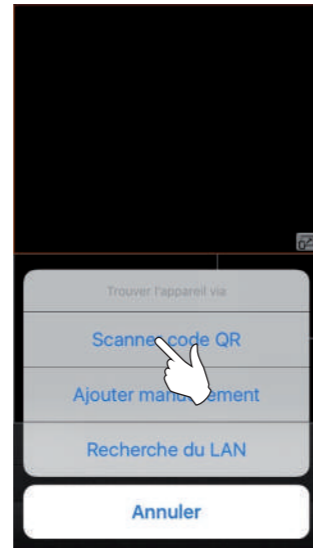 Trouver l'appareil via
Scanner code QR
Ajouter manuellement
Recherche du LAN
Annuler